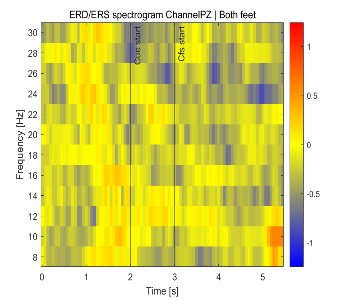 ERD/ERS spectrogram ChannelPZ | Both feet
Frequency [Hz]
30
28
26
24
22
20
18
16
14
12
10
8
Cue start
Cfs start
1
0.5
0
-0.5
-1
0 1 2 3 4 5
Time [s]